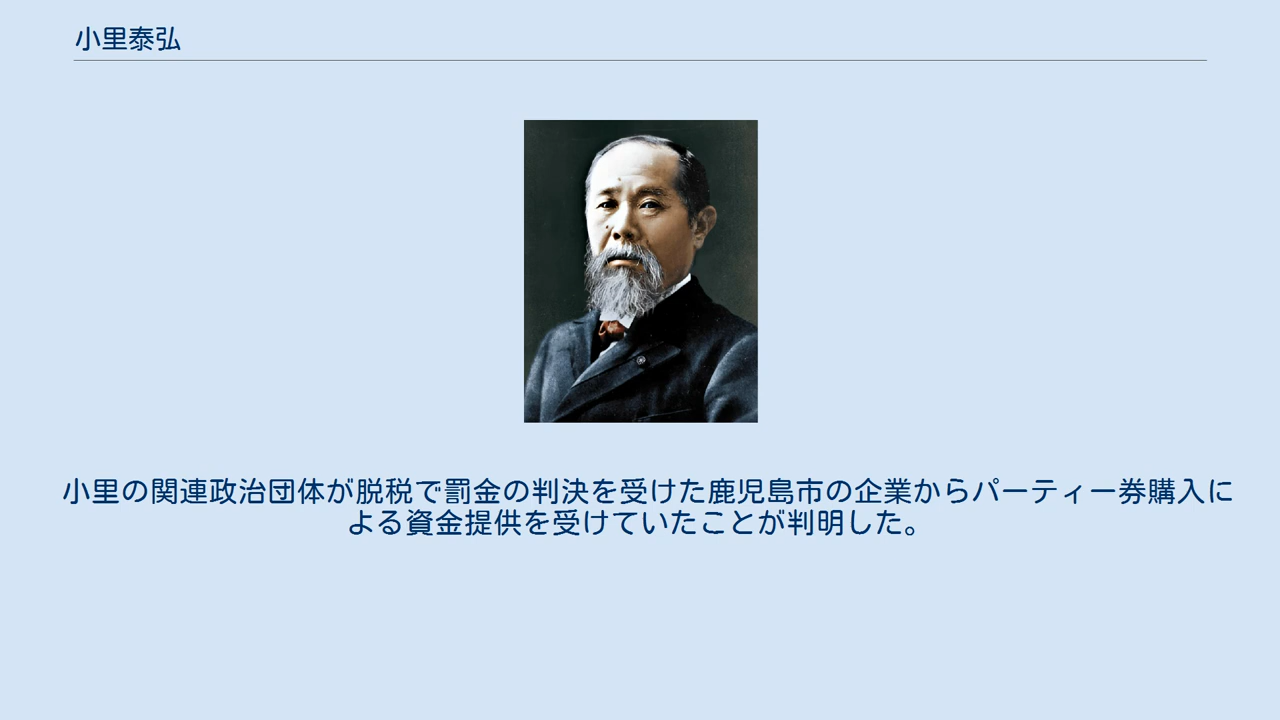 小里泰弘
小里の関連政治団体が脱税で罰金の判決を受けた鹿児島市の企業からパーティー券購入に
よる資金提供を受けていたことが判明した。